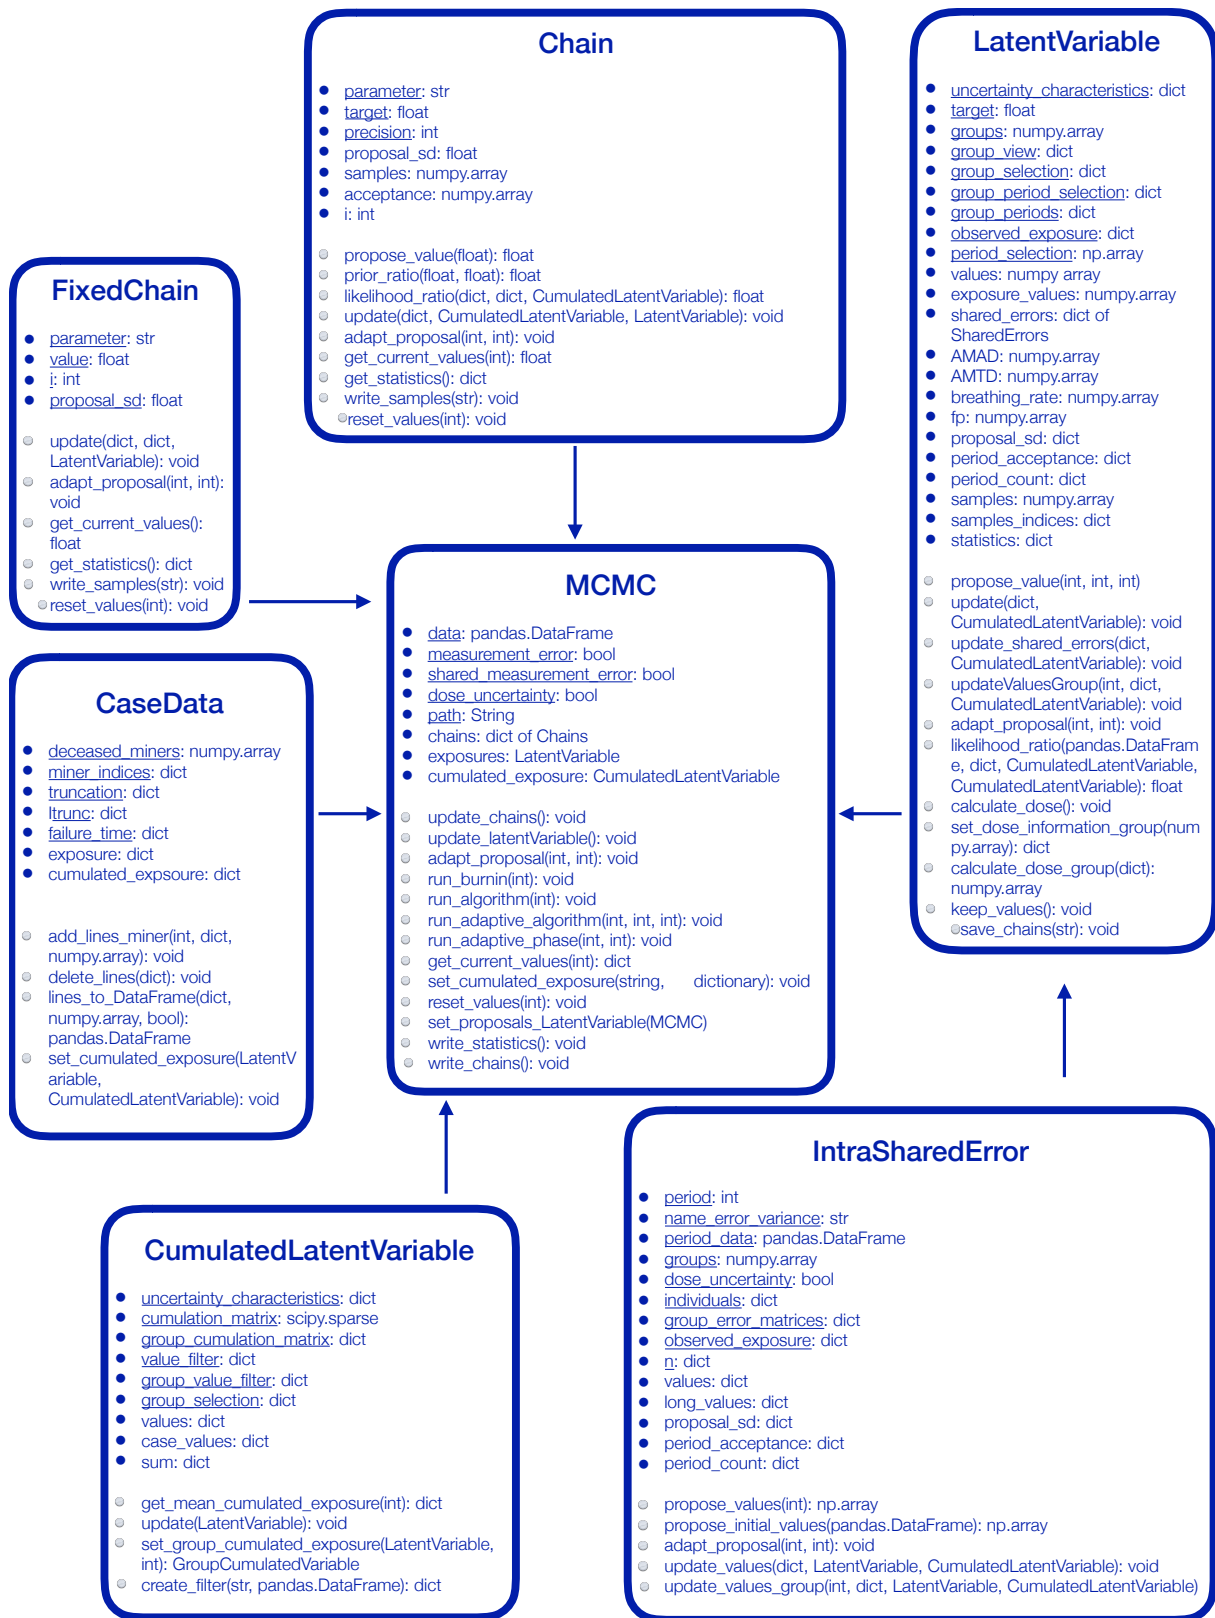 Chain
parameter: str
target: float
precision: int
proposal_sd: float
samples: numpy.array
acceptance: numpy.array
i: int
propose_value(float): float
prior_ratio(float, float): float
likelihood_ratio(dict, dict, CumulatedLatentVariable): float
update(dict, CumulatedLatentVariable, LatentVariable): void
adapt_proposal(int, int): void
get_current_values(int): float
get_statistics(): dict
write_samples(str): void
reset_values(int): void
LatentVariable
uncertainty_characteristics: dict
target: float
groups: numpy.array
group_view: dict
group_selection: dict
group_period_selection: dict
group_periods: dict
observed_exposure: dict
period_selection: np.array
values: numpy array
exposure_values: numpy.array
shared_errors: dict of
SharedErrors
AMAD: numpy.array
AMTD: numpy.array
breathing_rate: numpy.array
fp: numpy.array
proposal_sd: dict
period_acceptance: dict
period_count: dict
samples: numpy.array
samples_indices: dict
statistics: dict
propose_value(int, int, int)
update(dict,
CumulatedLatentVariable): void
update_shared_errors(dict,
CumulatedLatentVariable): void
updateValuesGroup(int, dict,
CumulatedLatentVariable): void
adapt_proposal(int, int): void
likelihood_ratio(pandas.DataFram
e, dict, CumulatedLatentVariable,
CumulatedLatentVariable): float
calculate_dose(): void
set_dose_information_group(num
py.array): dict
calculate_dose_group(dict):
numpy.array
keep_values(): void
save_chains(str): void
FixedChain
parameter: str
value: float
i: int
proposal_sd: float
update(dict, dict,
LatentVariable): void
adapt_proposal(int, int):
void
get_current_values():
float
get_statistics(): dict
write_samples(str): void
reset_values(int): void
MCMC
data: pandas.DataFrame
measurement_error: bool
shared_measurement_error: bool
dose_uncertainty: bool
path: String
chains: dict of Chains
exposures: LatentVariable
cumulated_exposure: CumulatedLatentVariable
update_chains(): void
update_latentVariable(): void
adapt_proposal(int, int): void
run_burnin(int): void
run_algorithm(int): void
run_adaptive_algorithm(int, int, int): void
run_adaptive_phase(int, int): void
get_current_values(int): dict
set_cumulated_exposure(string, dictionary): void
reset_values(int): void
set_proposals_LatentVariable(MCMC)
write_statistics(): void
write_chains(): void
CaseData
deceased_miners: numpy.array
miner_indices: dict
truncation: dict
ltrunc: dict
failure_time: dict
exposure: dict
cumulated_expsoure: dict
add_lines_miner(int, dict,
numpy.array): void
delete_lines(dict): void
lines_to_DataFrame(dict,
numpy.array, bool):
pandas.DataFrame
set_cumulated_exposure(LatentV
ariable,
CumulatedLatentVariable): void
CumulatedLatentVariable
uncertainty_characteristics: dict
cumulation_matrix: scipy.sparse
group_cumulation_matrix: dict
value_filter: dict
group_value_filter: dict
group_selection: dict
values: dict
case_values: dict
sum: dict
get_mean_cumulated_exposure(int): dict
update(LatentVariable): void
set_group_cumulated_exposure(LatentVariable,
int): GroupCumulatedVariable
create_filter(str, pandas.DataFrame): dict
IntraSharedError
period: int
name_error_variance: str
period_data: pandas.DataFrame
groups: numpy.array
dose_uncertainty: bool
individuals: dict
group_error_matrices: dict
observed_exposure: dict
n: dict
values: dict
long_values: dict
proposal_sd: dict
period_acceptance: dict
period_count: dict
propose_values(int): np.array
propose_initial_values(pandas.DataFrame): np.array
adapt_proposal(int, int): void
update_values(dict, LatentVariable, CumulatedLatentVariable): void
update_values_group(int, dict, LatentVariable, CumulatedLatentVariable)